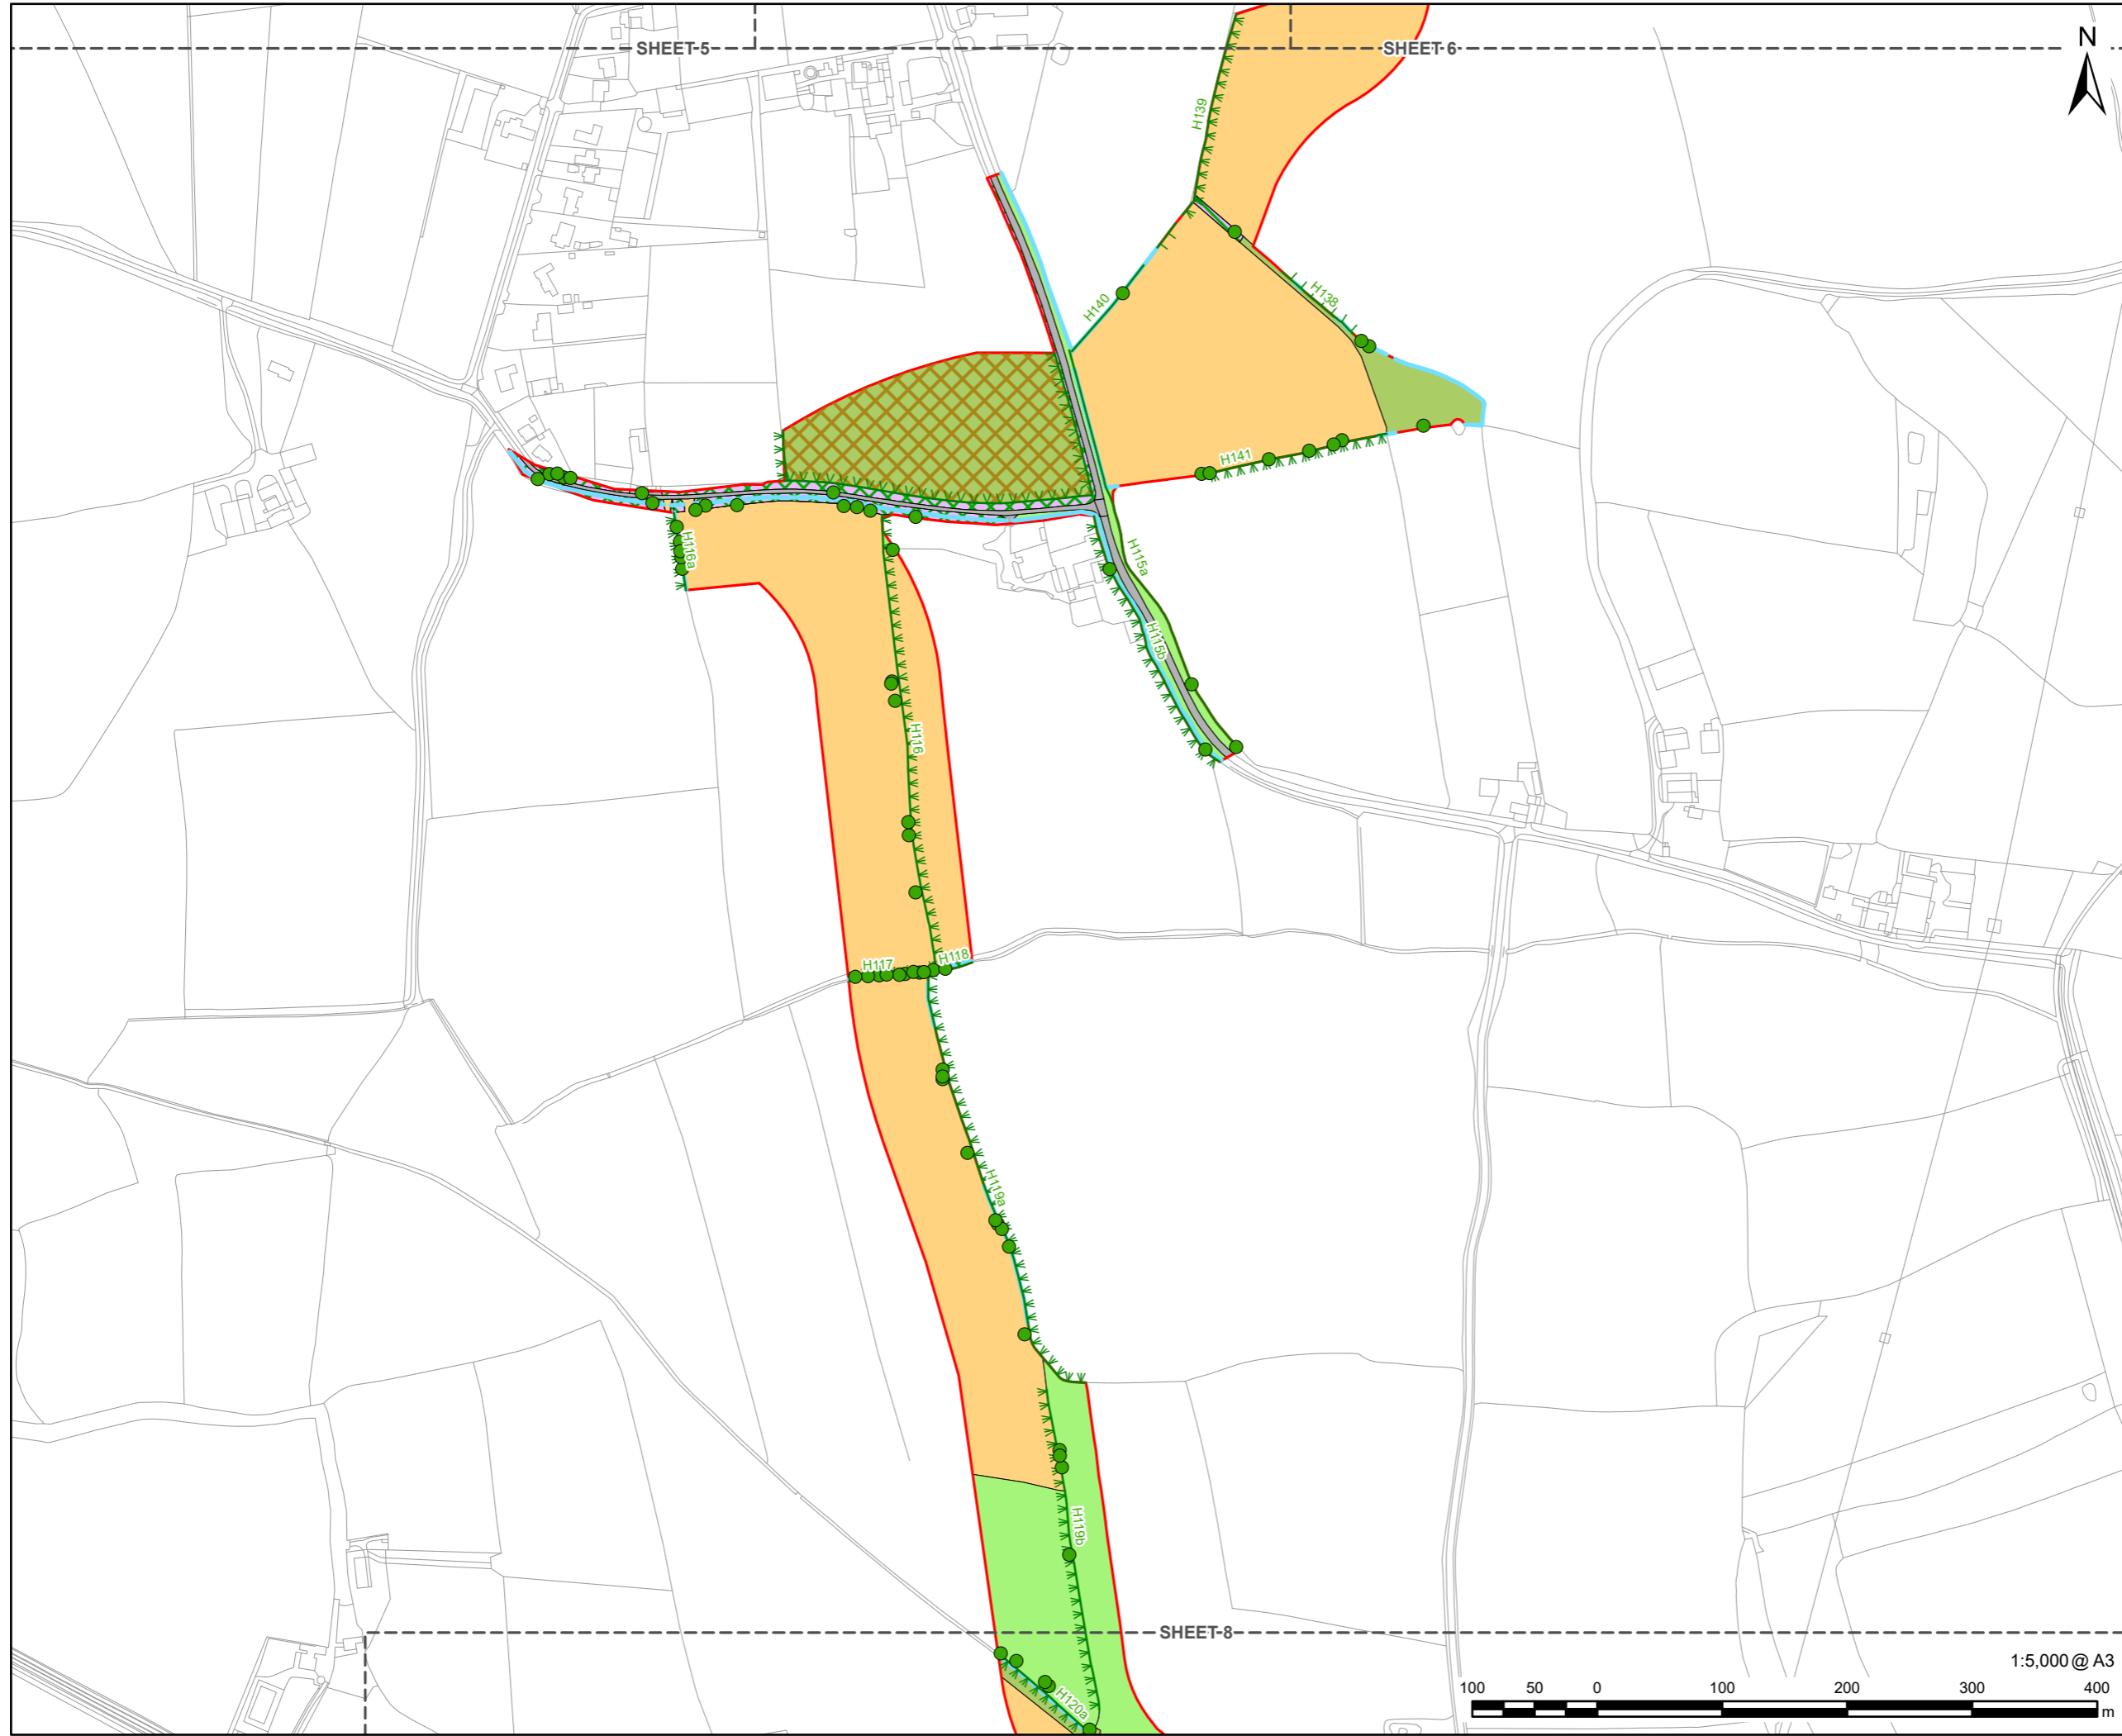 SHEET 5
SHEET 6
N
H139
H138
H140
H141
H116a
H115a
H115b
H116
H117
H118
H119a
H119b
SHEET 8
H120a
1:5,000 @ A3
100 50 0 100 200 300 400
m